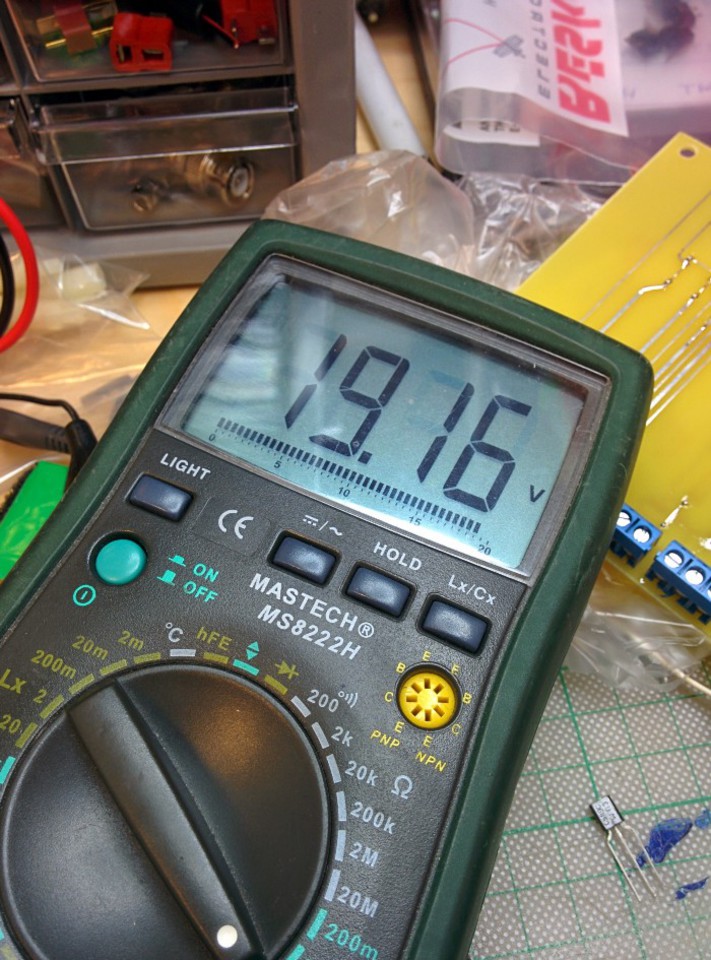 ELECTRO
19.76
V
0 5 10 15 20
LIGHT
CE
HOLD
Lx/Cx
ON
OFF
MASTECH®
MS8222H
°C
hFE
2m
20m
200m
Lx
2
20
200
2k
20k
Ω
200k
2M
20M
200m
E
E
B
B
C
C
E
E
PNP
NPN